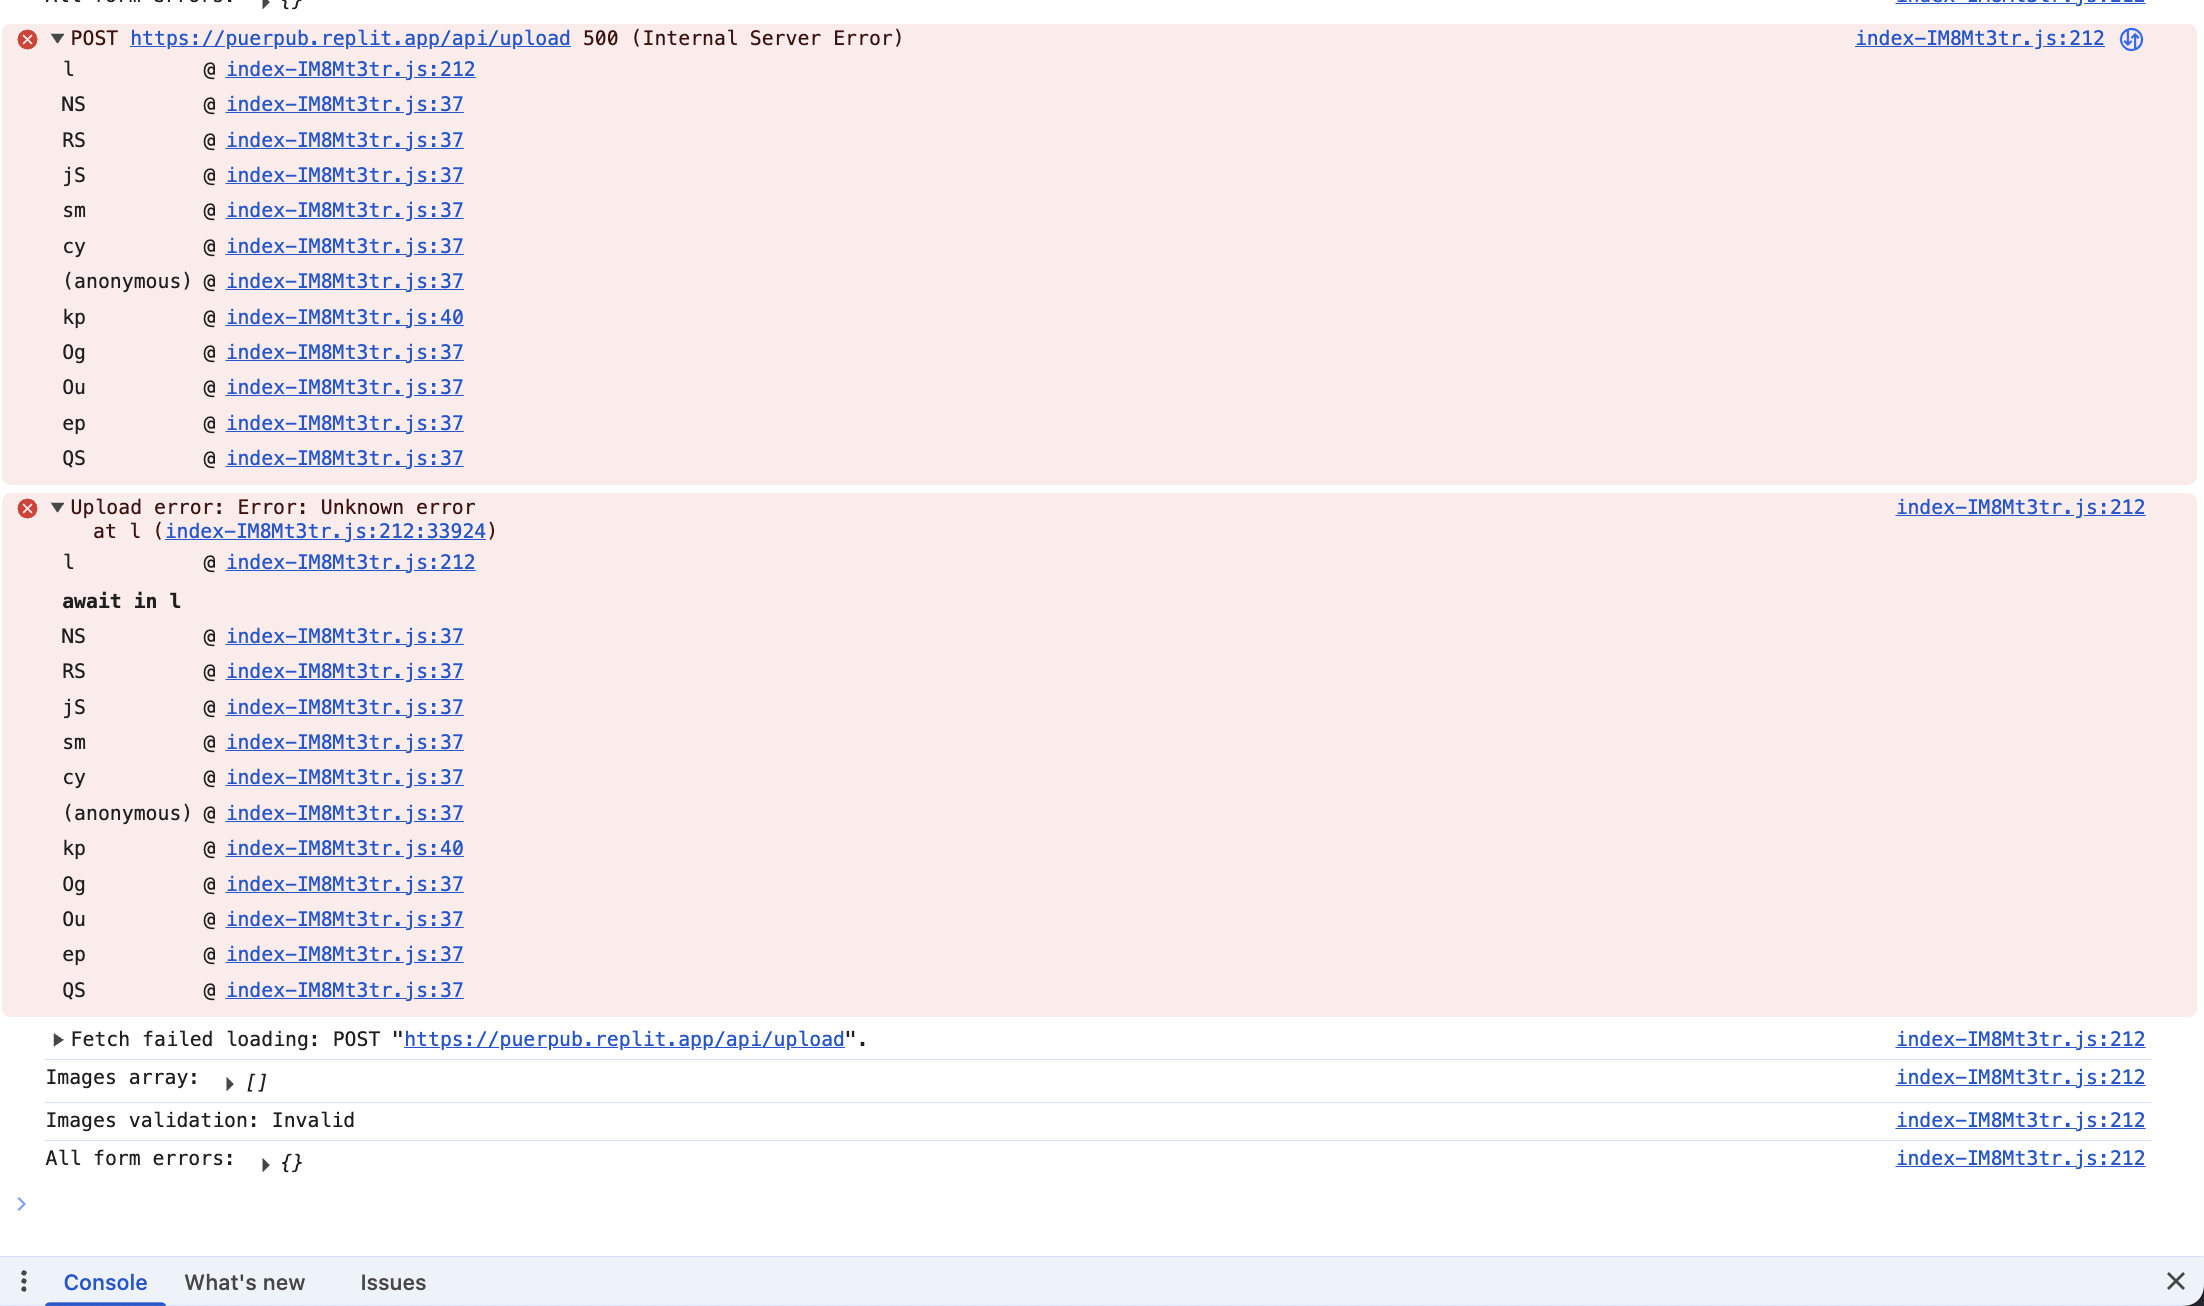 All form errors: ▶ {} index-IM8Mt3tr.js:212
▼ POST https://puerpub.replit.app/api/upload 500 (Internal Server Error) index-IM8Mt3tr.js:212
l @ index-IM8Mt3tr.js:212
NS @ index-IM8Mt3tr.js:37
RS @ index-IM8Mt3tr.js:37
jS @ index-IM8Mt3tr.js:37
sm @ index-IM8Mt3tr.js:37
cy @ index-IM8Mt3tr.js:37
(anonymous) @ index-IM8Mt3tr.js:37
kp @ index-IM8Mt3tr.js:40
Og @ index-IM8Mt3tr.js:37
Ou @ index-IM8Mt3tr.js:37
ep @ index-IM8Mt3tr.js:37
QS @ index-IM8Mt3tr.js:37
▼ Upload error: Error: Unknown error index-IM8Mt3tr.js:212
at l (index-IM8Mt3tr.js:212:33924)
l @ index-IM8Mt3tr.js:212
await in l
NS @ index-IM8Mt3tr.js:37
RS @ index-IM8Mt3tr.js:37
jS @ index-IM8Mt3tr.js:37
sm @ index-IM8Mt3tr.js:37
cy @ index-IM8Mt3tr.js:37
(anonymous) @ index-IM8Mt3tr.js:37
kp @ index-IM8Mt3tr.js:40
Og @ index-IM8Mt3tr.js:37
Ou @ index-IM8Mt3tr.js:37
ep @ index-IM8Mt3tr.js:37
QS @ index-IM8Mt3tr.js:37
▶ Fetch failed loading: POST "https://puerpub.replit.app/api/upload". index-IM8Mt3tr.js:212
Images array: ▶ [] index-IM8Mt3tr.js:212
Images validation: Invalid index-IM8Mt3tr.js:212
All form errors: ▶ {} index-IM8Mt3tr.js:212
Console What's new Issues